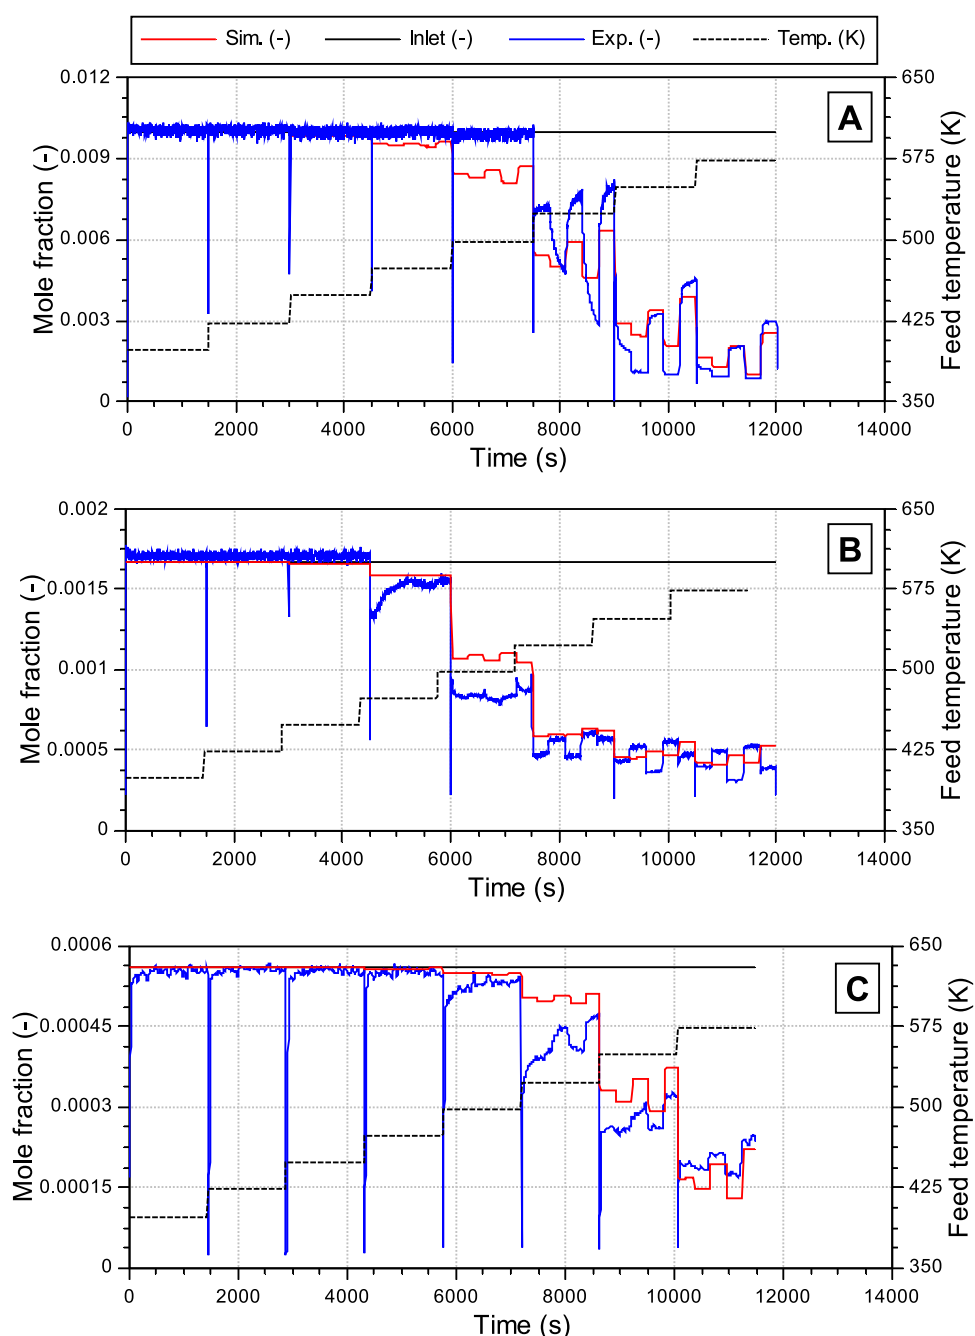 Sim. (-) Inlet (-) Exp. (-) Temp. (K)
0.012 650
A
0.009 575
0.006 500
0.003 425
0 350
0 2000 4000 6000 8000 10000 12000 14000
Time (s)
Mole fraction (-)
Feed temperature (K)
0.002 650
B
0.0015 575
0.001 500
0.0005 425
0 350
0 2000 4000 6000 8000 10000 12000 14000
Time (s)
Mole fraction (-)
Feed temperature (K)
0.0006 650
C
0.00045 575
0.0003 500
0.00015 425
0 350
0 2000 4000 6000 8000 10000 12000 14000
Time (s)
Mole fraction (-)
Feed temperature (K)